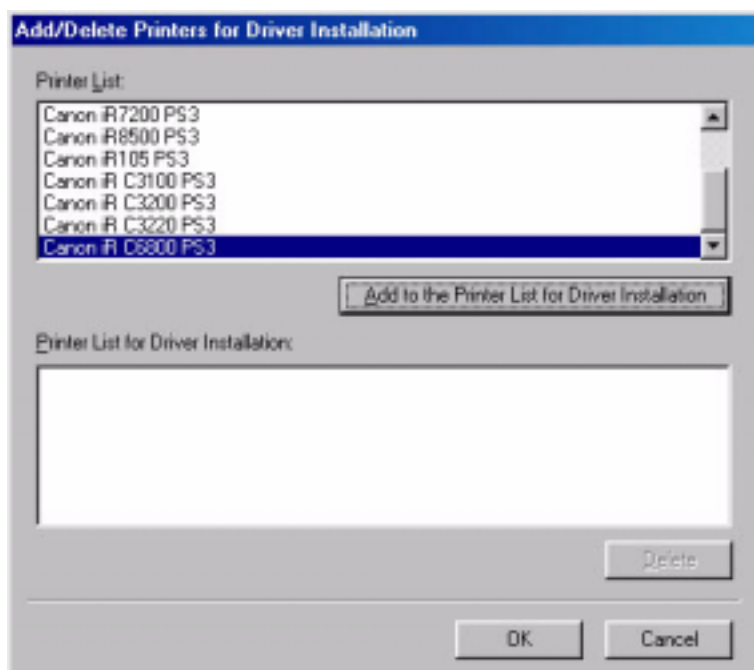 Add/Delete Printers for Driver Installation
Printer List:
Canon iR7200 PS3
Canon iR8500 PS3
Canon iR105 PS3
Canon iR C3100 PS3
Canon iR C3200 PS3
Canon iR C3220 PS3
Canon iR C6800 PS3
Add to the Printer List for Driver Installation
Printer List for Driver Installation:
Delete
OK
Cancel